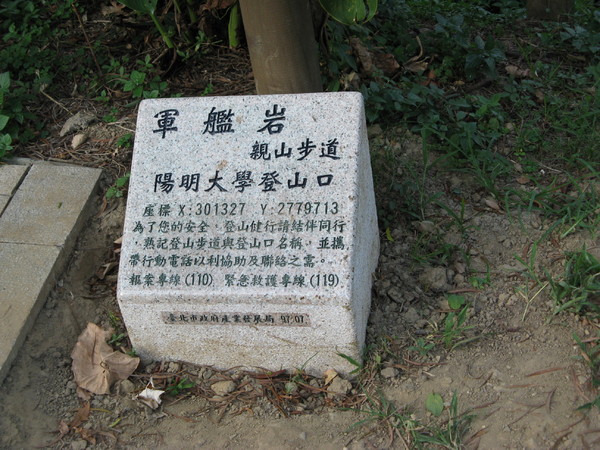 軍艦岩
親山步道
陽明大學登山口
座標 X:301327 Y:2779713
為了您的安全，登山健行請結伴同行
，熟記登山步道與登山口名稱，並攜
帶行動電話以利協助及聯絡之需。
報案專線(110) 緊急救護專線(119)
臺北市政府產業發展局 97.07.